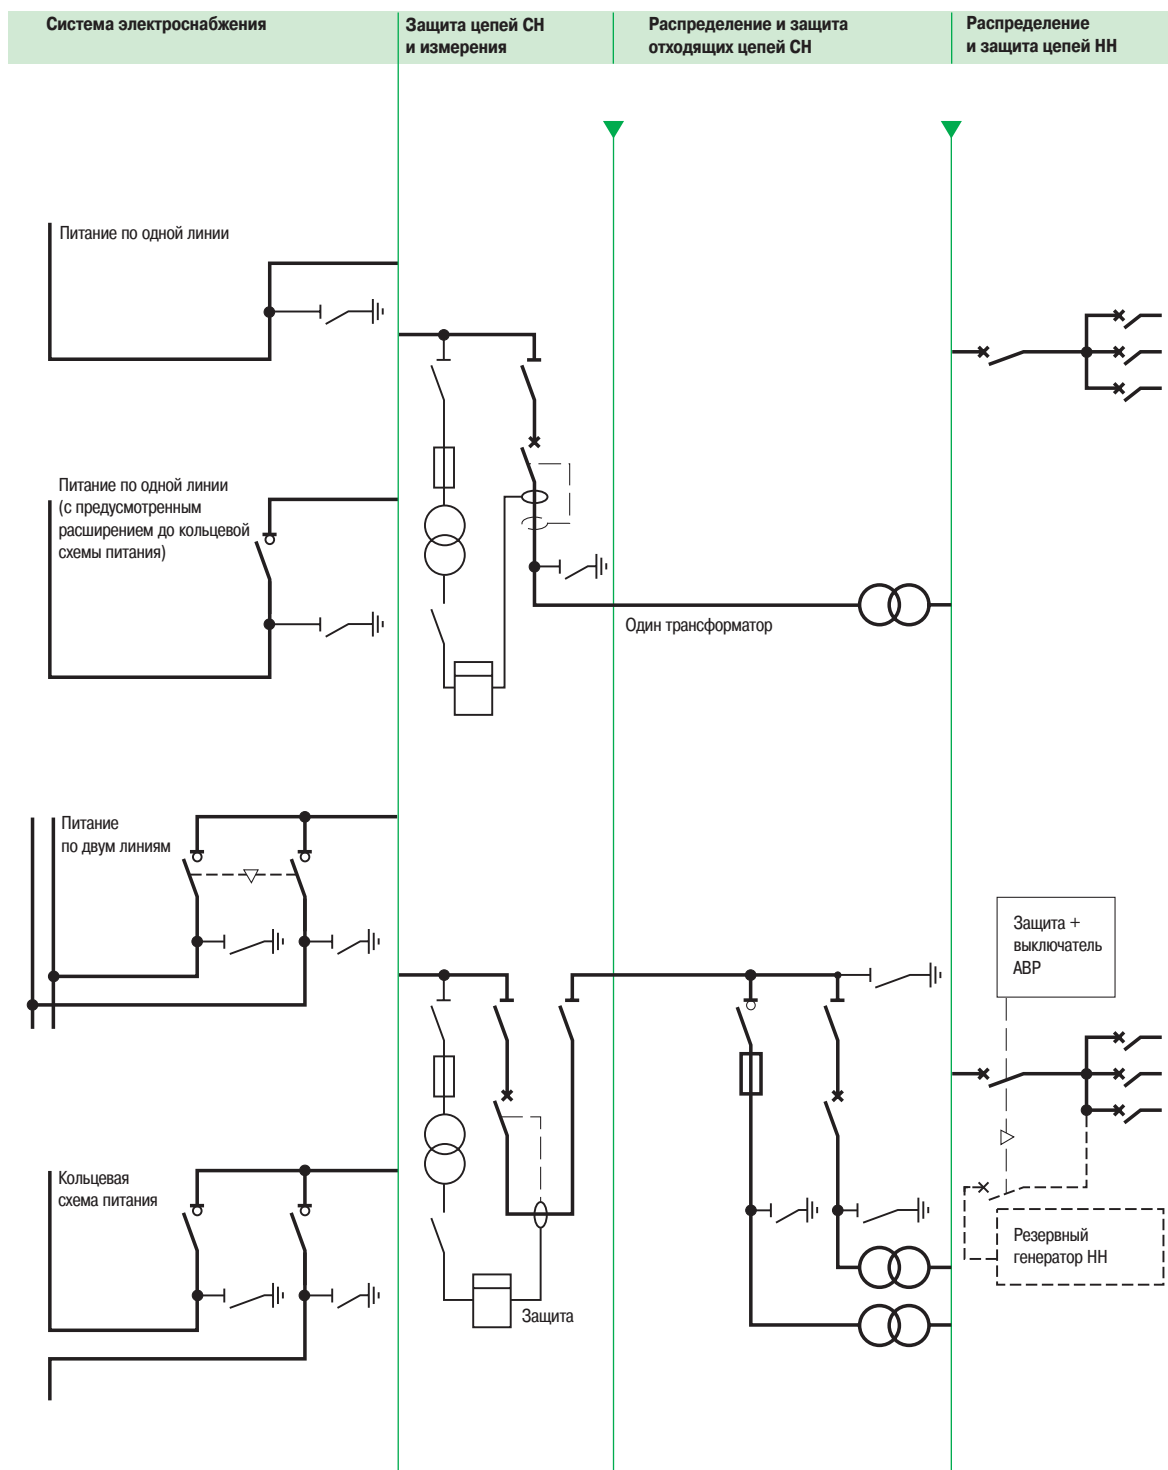 Система электроснабжения
Защита цепей СН
и измерения
Распределение и защита
отходящих цепей СН
Распределение
и защита цепей НН
Питание по одной линии
Питание по одной линии
(с предусмотренным
расширением до кольцевой
схемы питания)
Один трансформатор
Питание
по двум линиям
Защита +
выключатель
АВР
Кольцевая
схема питания
Резервный
генератор НН
Защита